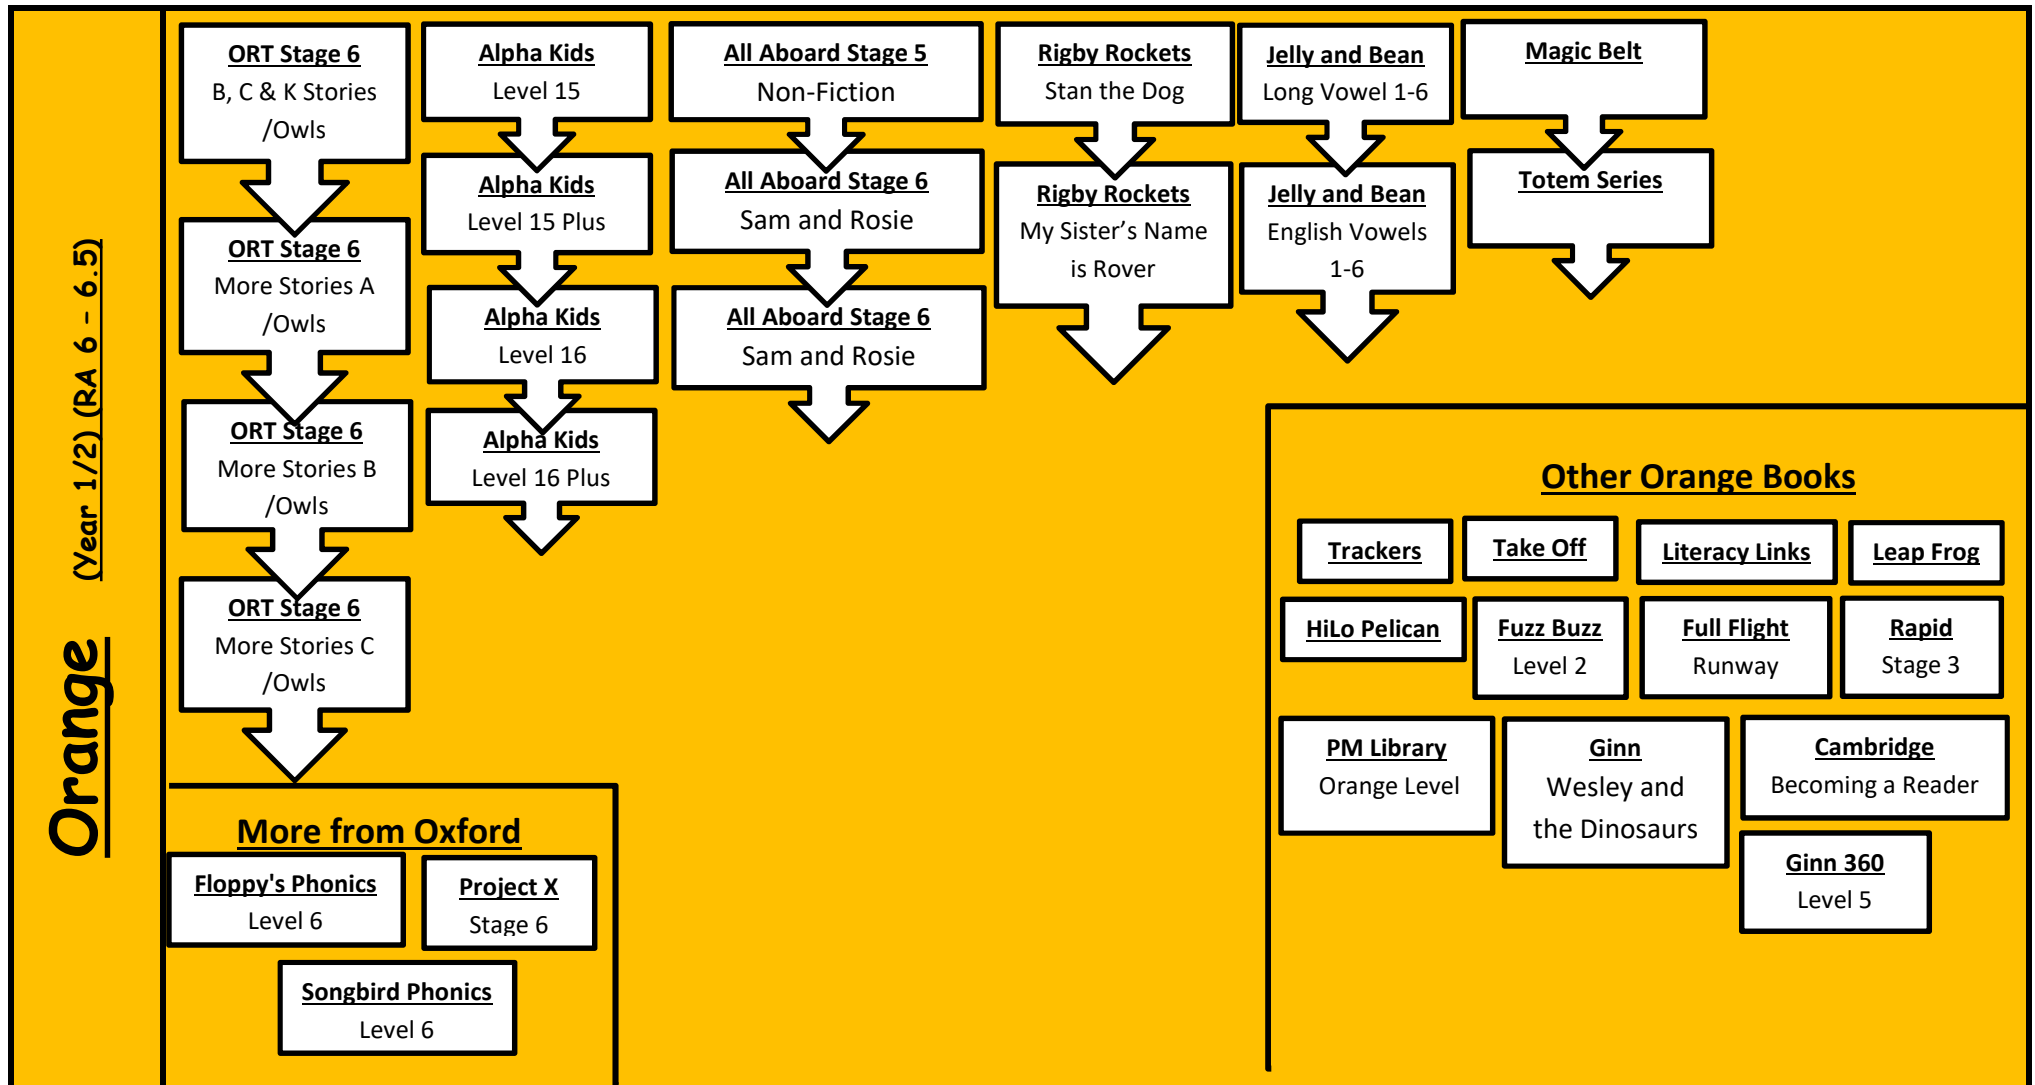 Orange (Year 1/2) (RA 6 – 6.5)
ORT Stage 6
B, C & K Stories
/Owls
ORT Stage 6
More Stories A
/Owls
ORT Stage 6
More Stories B
/Owls
ORT Stage 6
More Stories C
/Owls
Alpha Kids
Level 15
Alpha Kids
Level 15 Plus
Alpha Kids
Level 16
Alpha Kids
Level 16 Plus
All Aboard Stage 5
Non-Fiction
All Aboard Stage 6
Sam and Rosie
All Aboard Stage 6
Sam and Rosie
Rigby Rockets
Stan the Dog
Rigby Rockets
My Sister’s Name
is Rover
Jelly and Bean
Long Vowel 1-6
Jelly and Bean
English Vowels
1-6
Magic Belt
Totem Series
More from Oxford
Floppy's Phonics
Level 6
Project X
Stage 6
Songbird Phonics
Level 6
Other Orange Books
Trackers
Take Off
Literacy Links
Leap Frog
HiLo Pelican
Fuzz Buzz
Level 2
Full Flight
Runway
Rapid
Stage 3
PM Library
Orange Level
Ginn
Wesley and
the Dinosaurs
Cambridge
Becoming a Reader
Ginn 360
Level 5